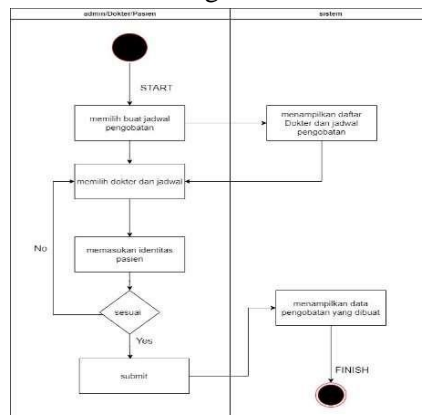 admin/Dokter/Pasien
sistem
START
memilih buat jadwal
pengobatan
menampilkan daftar
Dokter dan jadwal
pengobatan
memilih dokter dan jadwal
No
memasukan identitas
pasien
sesuai
Yes
submit
menampilkan data
pengobatan yang dibuat
FINISH